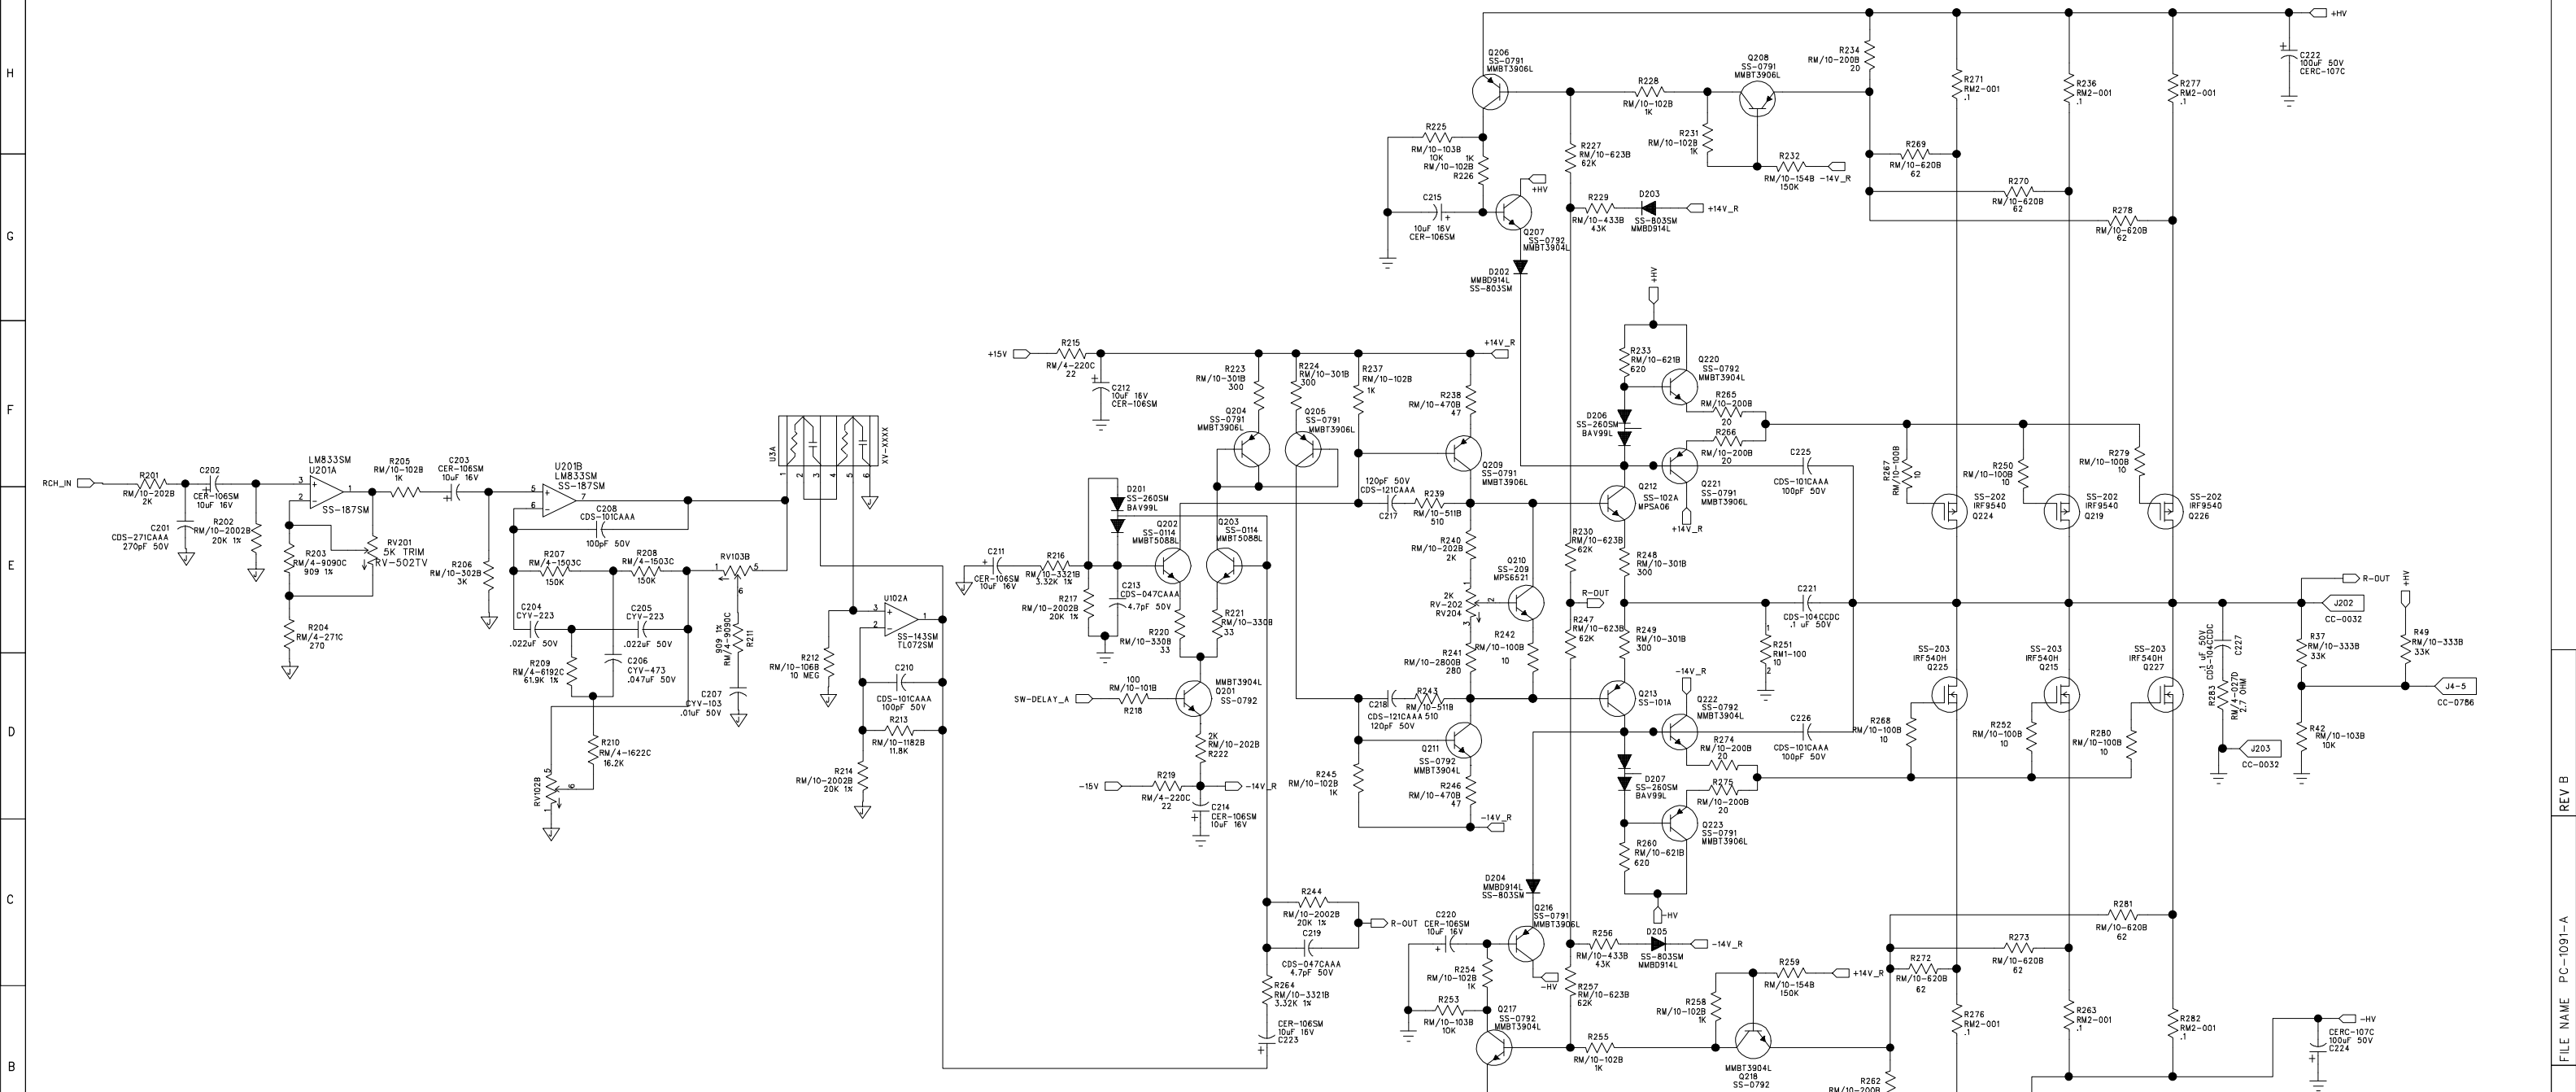 H
G
F
E
D
C
B
REV B
FILE NAME PC-1091-A
RCH_IN
R201
RM/10-202B
2K
C201
CDS-271CAAA
270pF 50V
C202
CER-106SM
10uF 16V
R202
RM/10-2002B
20K 1%
LM833SM
U201A
3
2
1
SS-187SM
R203
RM/4-9090C
909 1%
RV201
5K TRIM
RV-502TV
R204
RM/4-271C
270
R205
RM/10-102B
1K
C203
CER-106SM
10uF 16V
R206
RM/10-302B
3K
U201B
LM833SM
SS-187SM
5
6
7
C208
CDS-101CAAA
100pF 50V
R207
RM/4-1503C
150K
R208
RM/4-1503C
150K
C204
CYV-223
.022uF 50V
C205
CYV-223
.022uF 50V
R209
RM/4-6192C
61.9K 1%
C206
CYV-473
.047uF 50V
R210
RM/4-1622C
16.2K
RV102B
5
6
1
RV103B
1
5
6
909 1%
RM/4-9090C
R211
C207
CYV-103
.01uF 50V
U3A
XV-XXXX
1
2
3
4
5
6
R212
RM/10-106B
10 MEG
U102A
3
2
1
SS-143SM
TL072SM
C210
CDS-101CAAA
100pF 50V
R213
RM/10-1182B
11.8K
R214
RM/10-2002B
20K 1%
+15V
R215
RM/4-220C
22
C212
10uF 16V
CER-106SM
C211
CER-106SM
10uF 16V
R216
RM/10-3321B
3.32K 1%
R217
RM/10-2002B
20K 1%
C213
CDS-047CAAA
4.7pF 50V
D201
SS-260SM
BAV99L
Q202
SS-0114
MMBT5088L
Q203
SS-0114
MMBT5088L
R220
RM/10-330B
33
R221
RM/10-330B
33
SW-DELAY_A
100
RM/10-101B
R218
MMBT3904L
Q201
SS-0792
2K
RM/10-202B
R222
-15V
R219
RM/4-220C
22
-14V_R
C214
CER-106SM
10uF 16V
R223
RM/10-301B
300
R224
RM/10-301B
300
Q204
SS-0791
MMBT3906L
Q205
SS-0791
MMBT3906L
R237
RM/10-102B
1K
+14V_R
R238
RM/10-470B
47
Q209
SS-0791
MMBT3906L
120pF 50V
CDS-121CAAA
C217
R239
RM/10-511B
510
R240
RM/10-202B
2K
2K
RV-202
RV204
1
2
3
Q210
SS-209
MPS6521
R241
RM/10-2800B
280
R242
RM/10-100B
10
C218
CDS-121CAAA
120pF 50V
R243
RM/10-511B
510
Q211
SS-0792
MMBT3904L
R245
RM/10-102B
1K
R246
RM/10-470B
47
-14V_R
R244
RM/10-2002B
20K 1%
R-OUT
C219
CDS-047CAAA
4.7pF 50V
R264
RM/10-3321B
3.32K 1%
CER-106SM
10uF 16V
C223
Q206
SS-0791
MMBT3906L
R225
RM/10-103B
10K
1K
RM/10-102B
R226
C215
10uF 16V
CER-106SM
+HV
Q207
SS-0792
MMBT3904L
D202
MMBD914L
SS-803SM
R227
RM/10-623B
62K
R228
RM/10-102B
1K
Q208
SS-0791
MMBT3906L
R231
RM/10-102B
1K
R232
RM/10-154B
150K
-14V_R
R229
RM/10-433B
43K
D203
SS-803SM
MMBD914L
+14V_R
R234
RM/10-200B
20
R269
RM/10-620B
62
R270
RM/10-620B
62
R278
RM/10-620B
62
R271
RM2-001
.1
R236
RM2-001
.1
R277
RM2-001
.1
+HV
C222
100uF 50V
CERC-107C
+HV
R233
RM/10-621B
620
Q220
SS-0792
MMBT3904L
D206
SS-260SM
BAV99L
R265
RM/10-200B
20
R266
RM/10-200B
20
Q221
SS-0791
MMBT3906L
+14V_R
Q212
SS-102A
MPSA06
C225
CDS-101CAAA
100pF 50V
R230
RM/10-623B
62K
R248
RM/10-301B
300
R-OUT
R247
RM/10-623B
62K
R249
RM/10-301B
300
C221
CDS-104CCDC
.1 uF 50V
R251
RM1-100
10
1
2
-14V_R
Q213
SS-101A
Q222
SS-0792
MMBT3904L
C226
CDS-101CAAA
100pF 50V
R274
RM/10-200B
20
R275
RM/10-200B
20
D207
SS-260SM
BAV99L
Q223
SS-0791
MMBT3906L
R260
RM/10-621B
620
-HV
R267
RM/10-100B
10
R250
RM/10-100B
10
R279
RM/10-100B
10
SS-202
IRF9540
Q224
SS-202
IRF9540
Q219
SS-202
IRF9540
Q226
SS-203
IRF540H
Q225
SS-203
IRF540H
Q215
SS-203
IRF540H
Q227
R268
RM/10-100B
10
R252
RM/10-100B
10
R280
RM/10-100B
10
R-OUT
J202
CC-0032
+HV
.1 uF 50V
CDS-104CCDC
C227
R283
RM/4-027D
2.7 OHM
J203
CC-0032
R37
RM/10-333B
33K
R49
RM/10-333B
33K
J4-5
CC-0786
R42
RM/10-103B
10K
D204
MMBD914L
SS-803SM
Q216
SS-0791
MMBT3906L
C220
CER-106SM
10uF 16V
R254
RM/10-102B
1K
-HV
R253
RM/10-103B
10K
Q217
SS-0792
MMBT3904L
R256
RM/10-433B
43K
D205
SS-803SM
MMBD914L
-14V_R
R257
RM/10-623B
62K
R255
RM/10-102B
1K
R258
RM/10-102B
1K
R259
RM/10-154B
150K
+14V_R
MMBT3904L
Q218
SS-0792
R272
RM/10-620B
62
R273
RM/10-620B
62
R281
RM/10-620B
62
R276
RM2-001
.1
R263
RM2-001
.1
R282
RM2-001
.1
R262
RM/10-200B
-HV
CERC-107C
100uF 50V
C224